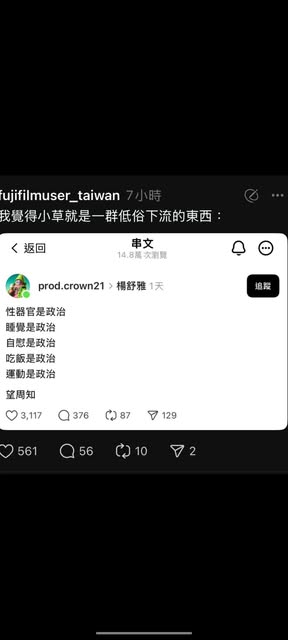 fujifilmuser_taiwan 7小時
我覺得小草就是一群低俗下流的東西：
返回
串文
14.8萬 次瀏覽
prod.crown21 > 楊舒雅 1天
追蹤
性器官是政治
睡覺是政治
自慰是政治
吃飯是政治
運動是政治
望周知
3,117 376 87 129
561 56 10 2